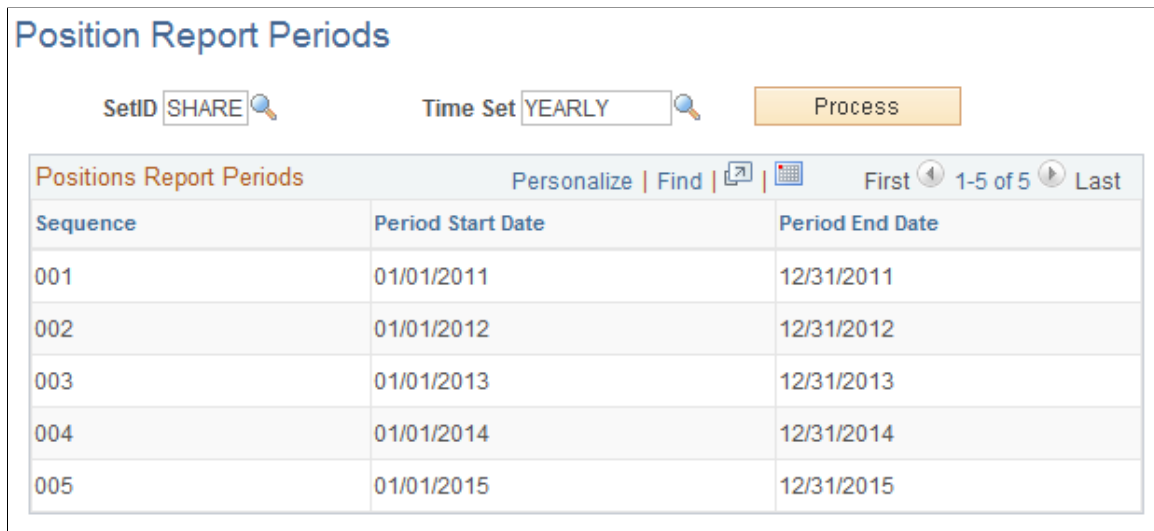 Position Report Periods
SetID SHARE Time Set YEARLY Process
Positions Report Periods Personalize | Find | | First 1-5 of 5 Last
Sequence Period Start Date Period End Date
001 01/01/2011 12/31/2011
002 01/01/2012 12/31/2012
003 01/01/2013 12/31/2013
004 01/01/2014 12/31/2014
005 01/01/2015 12/31/2015